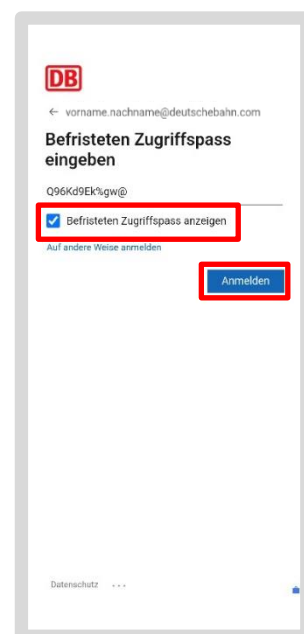 DB
← vorname.nachname@deutschebahn.com
Befristeten Zugriffspass
eingeben
Q96Kd9Ek%gw@
Befristeten Zugriffspass anzeigen
Auf andere Weise anmelden
Anmelden
Datenschutz ...